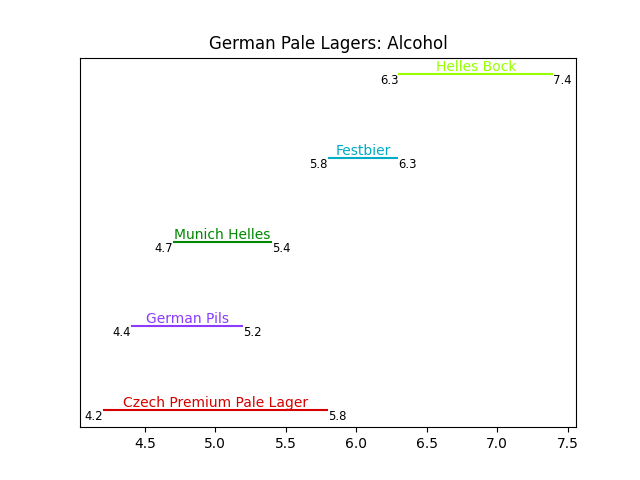 German Pale Lagers: Alcohol
Helles Bock
6.3 7.4
Festbier
5.8 6.3
Munich Helles
4.7 5.4
German Pils
4.4 5.2
Czech Premium Pale Lager
4.2 5.8
4.5 5.0 5.5 6.0 6.5 7.0 7.5